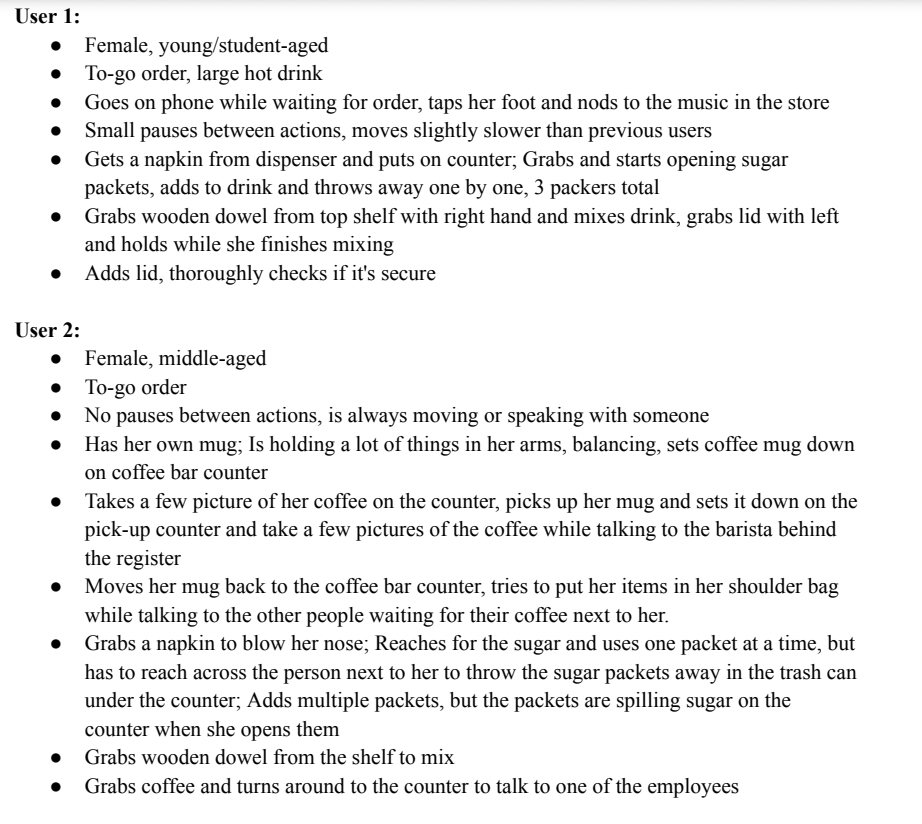 User 1:
● Female, young/student-aged
● To-go order, large hot drink
● Goes on phone while waiting for order, taps her foot and nods to the music in the store
● Small pauses between actions, moves slightly slower than previous users
● Gets a napkin from dispenser and puts on counter; Grabs and starts opening sugar
packets, adds to drink and throws away one by one, 3 packers total
● Grabs wooden dowel from top shelf with right hand and mixes drink, grabs lid with left
and holds while she finishes mixing
● Adds lid, thoroughly checks if it's secure
User 2:
● Female, middle-aged
● To-go order
● No pauses between actions, is always moving or speaking with someone
● Has her own mug; Is holding a lot of things in her arms, balancing, sets coffee mug down
on coffee bar counter
● Takes a few picture of her coffee on the counter, picks up her mug and sets it down on the
pick-up counter and take a few pictures of the coffee while talking to the barista behind
the register
● Moves her mug back to the coffee bar counter, tries to put her items in her shoulder bag
while talking to the other people waiting for their coffee next to her.
● Grabs a napkin to blow her nose; Reaches for the sugar and uses one packet at a time, but
has to reach across the person next to her to throw the sugar packets away in the trash can
under the counter; Adds multiple packets, but the packets are spilling sugar on the
counter when she opens them
● Grabs wooden dowel from the shelf to mix
● Grabs coffee and turns around to the counter to talk to one of the employees